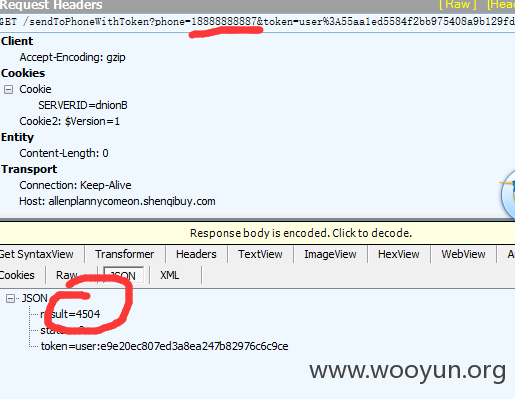 Request Headers
[ Raw ]
GET /sendToPhoneWithToken?phone=18888888887&token=user%3A55aa1ed5584f2bb975408a9b129fd
Client
Accept-Encoding: gzip
Cookies
Cookie
SERVERID=dnionB
Cookie2: $Version=1
Entity
Content-Length: 0
Transport
Connection: Keep-Alive
Host: allenplannycomeon.shenqibuy.com
Response body is encoded. Click to decode.
Get SyntaxView Transformer Headers TextView ImageView HexView WebView
Cookies Raw JSON XML
JSON
result=4504
token=user:e9e20ec807ed3a8ea247b82976c6c9ce
www.wooyun.org